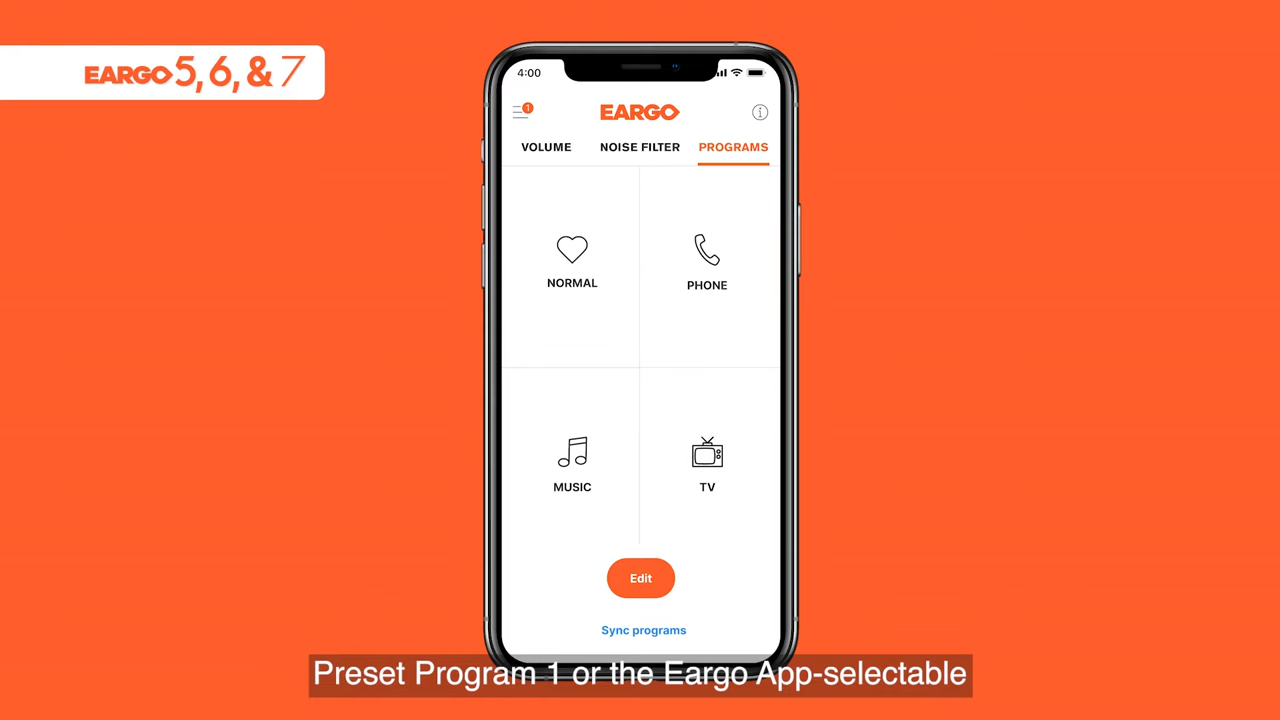 EARGO 5, 6, & 7
4:00
1
EARGO
i
VOLUME NOISE FILTER PROGRAMS
NORMAL PHONE
MUSIC TV
Edit
Sync programs
Preset Program 1 or the Eargo App-selectable